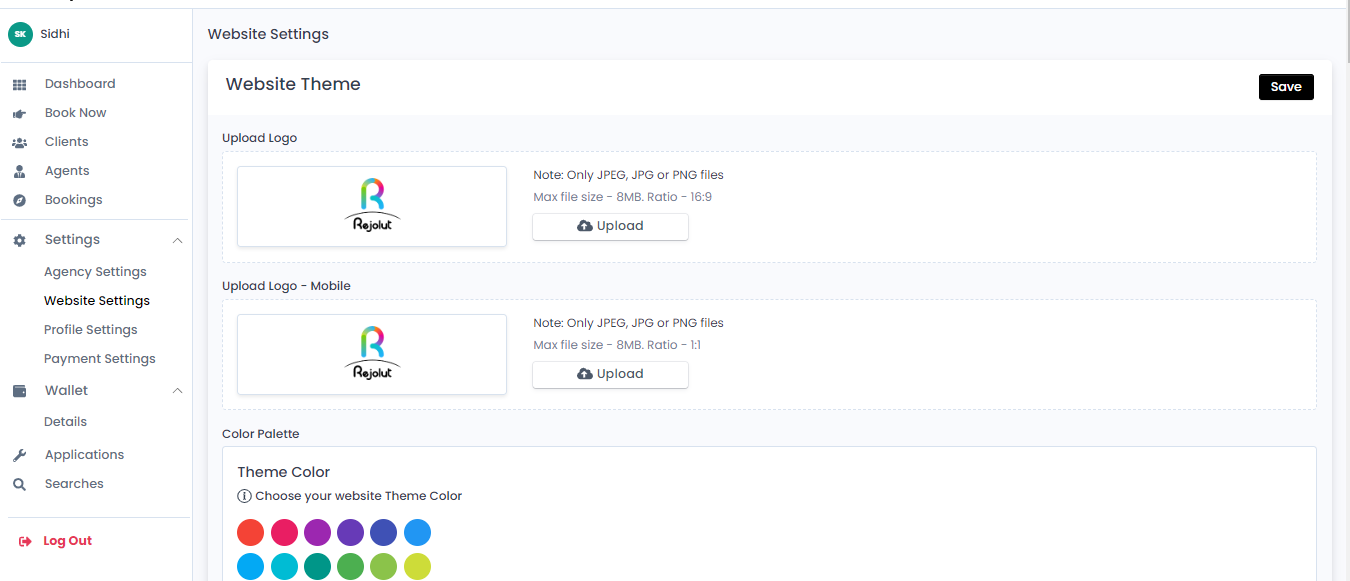 SK Sidhi
Dashboard
Book Now
Clients
Agents
Bookings
Settings
Agency Settings
Website Settings
Profile Settings
Payment Settings
Wallet
Details
Applications
Searches
Log Out
Website Settings
Website Theme
Save
Upload Logo
Rejolut
Note: Only JPEG, JPG or PNG files
Max file size - 8MB. Ratio - 16:9
Upload
Upload Logo - Mobile
Rejolut
Note: Only JPEG, JPG or PNG files
Max file size - 8MB. Ratio - 1:1
Upload
Color Palette
Theme Color
Choose your website Theme Color